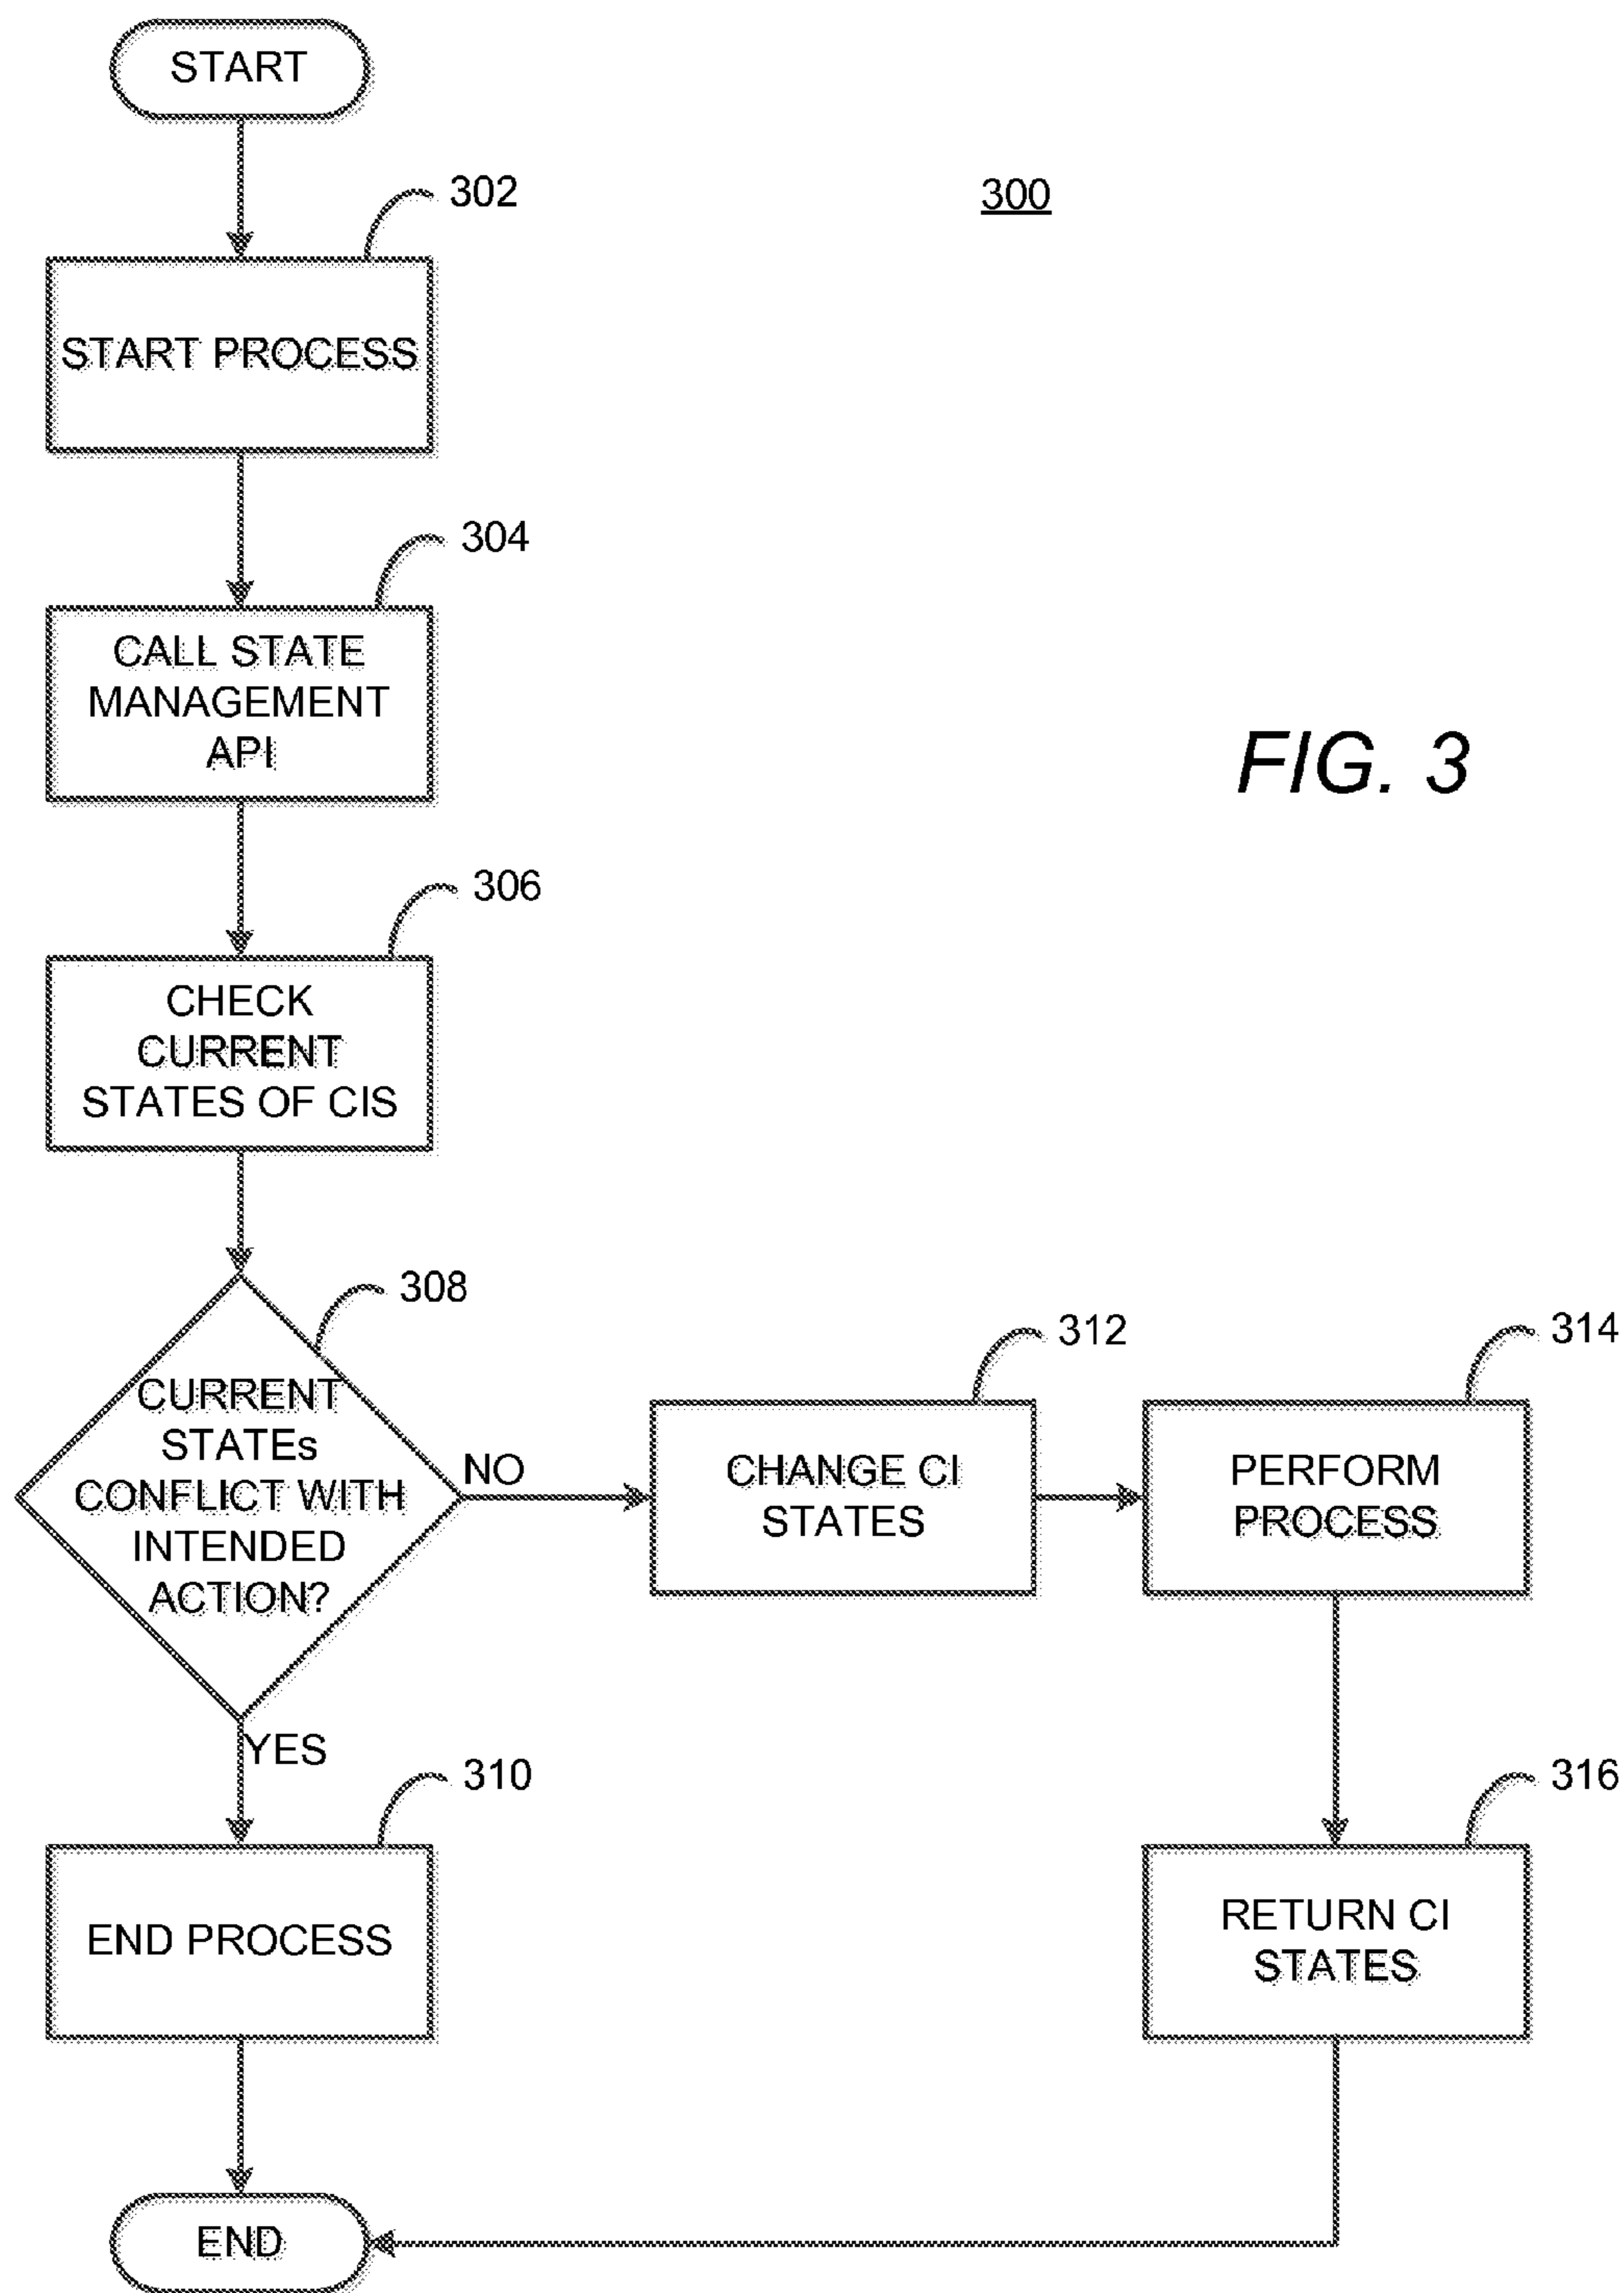 START
302
300
START PROCESS
304
CALL STATE
MANAGEMENT
API
FIG. 3
306
CHECK
CURRENT
STATES OF CIS
308
CURRENT
STATEs
CONFLICT WITH
INTENDED
ACTION?
NO
YES
312
CHANGE CI
STATES
314
PERFORM
PROCESS
310
END PROCESS
316
RETURN CI
STATES
END